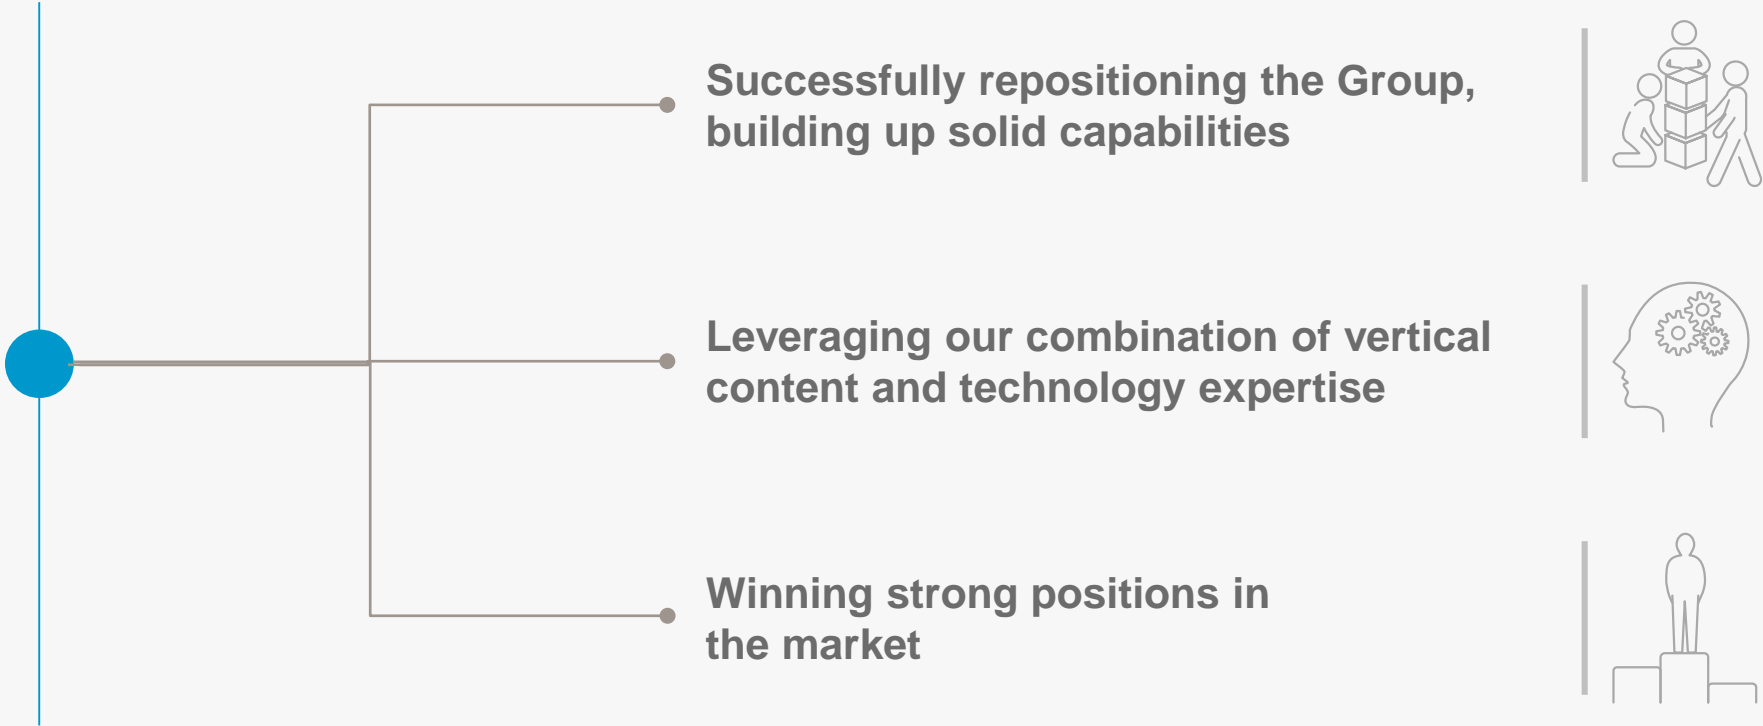 Successfully repositioning the Group,
building up solid capabilities
Leveraging our combination of vertical
content and technology expertise
Winning strong positions in
the market